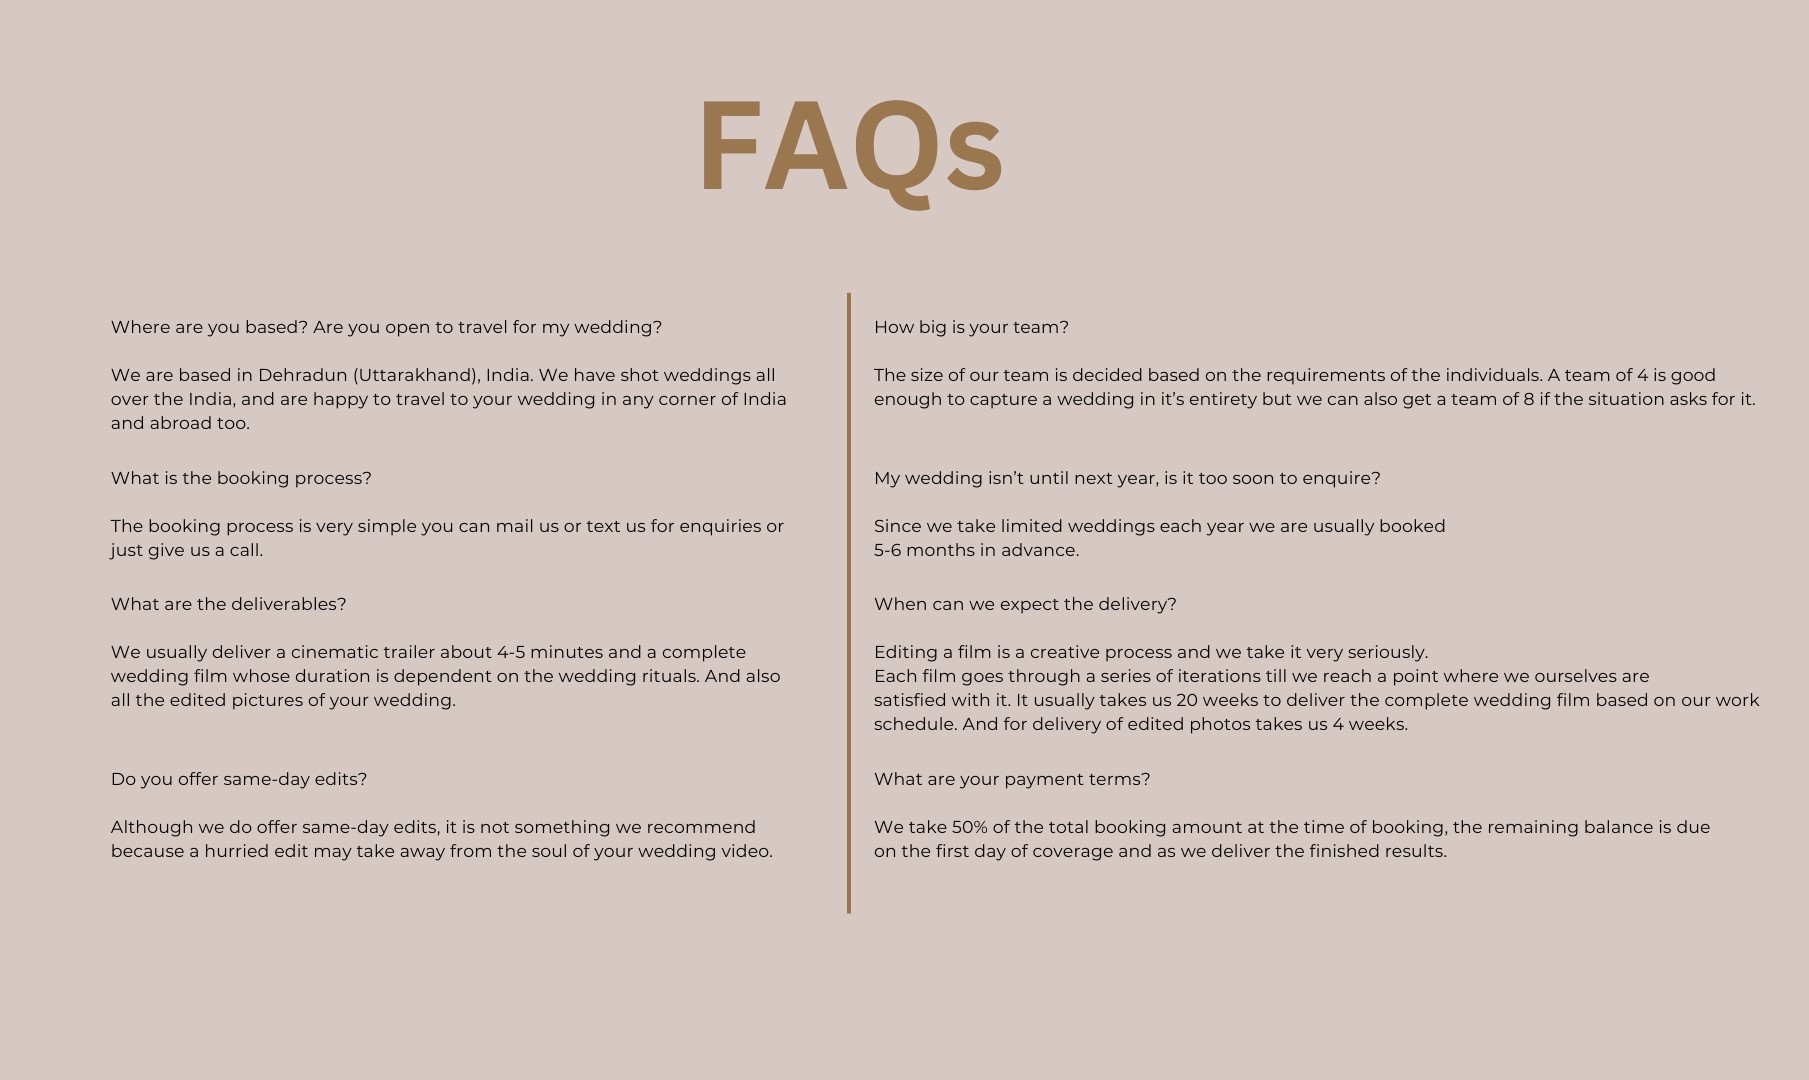 FAQs
Where are you based? Are you open to travel for my wedding?
We are based in Dehradun (Uttarakhand), India. We have shot weddings all
over the India, and are happy to travel to your wedding in any corner of India
and abroad too.
What is the booking process?
The booking process is very simple you can mail us or text us for enquiries or
just give us a call.
What are the deliverables?
We usually deliver a cinematic trailer about 4-5 minutes and a complete
wedding film whose duration is dependent on the wedding rituals. And also
all the edited pictures of your wedding.
Do you offer same-day edits?
Although we do offer same-day edits, it is not something we recommend
because a hurried edit may take away from the soul of your wedding video.
How big is your team?
The size of our team is decided based on the requirements of the individuals. A team of 4 is good
enough to capture a wedding in it’s entirety but we can also get a team of 8 if the situation asks for it.
My wedding isn’t until next year, is it too soon to enquire?
Since we take limited weddings each year we are usually booked
5-6 months in advance.
When can we expect the delivery?
Editing a film is a creative process and we take it very seriously.
Each film goes through a series of iterations till we reach a point where we ourselves are
satisfied with it. It usually takes us 20 weeks to deliver the complete wedding film based on our work
schedule. And for delivery of edited photos takes us 4 weeks.
What are your payment terms?
We take 50% of the total booking amount at the time of booking, the remaining balance is due
on the first day of coverage and as we deliver the finished results.